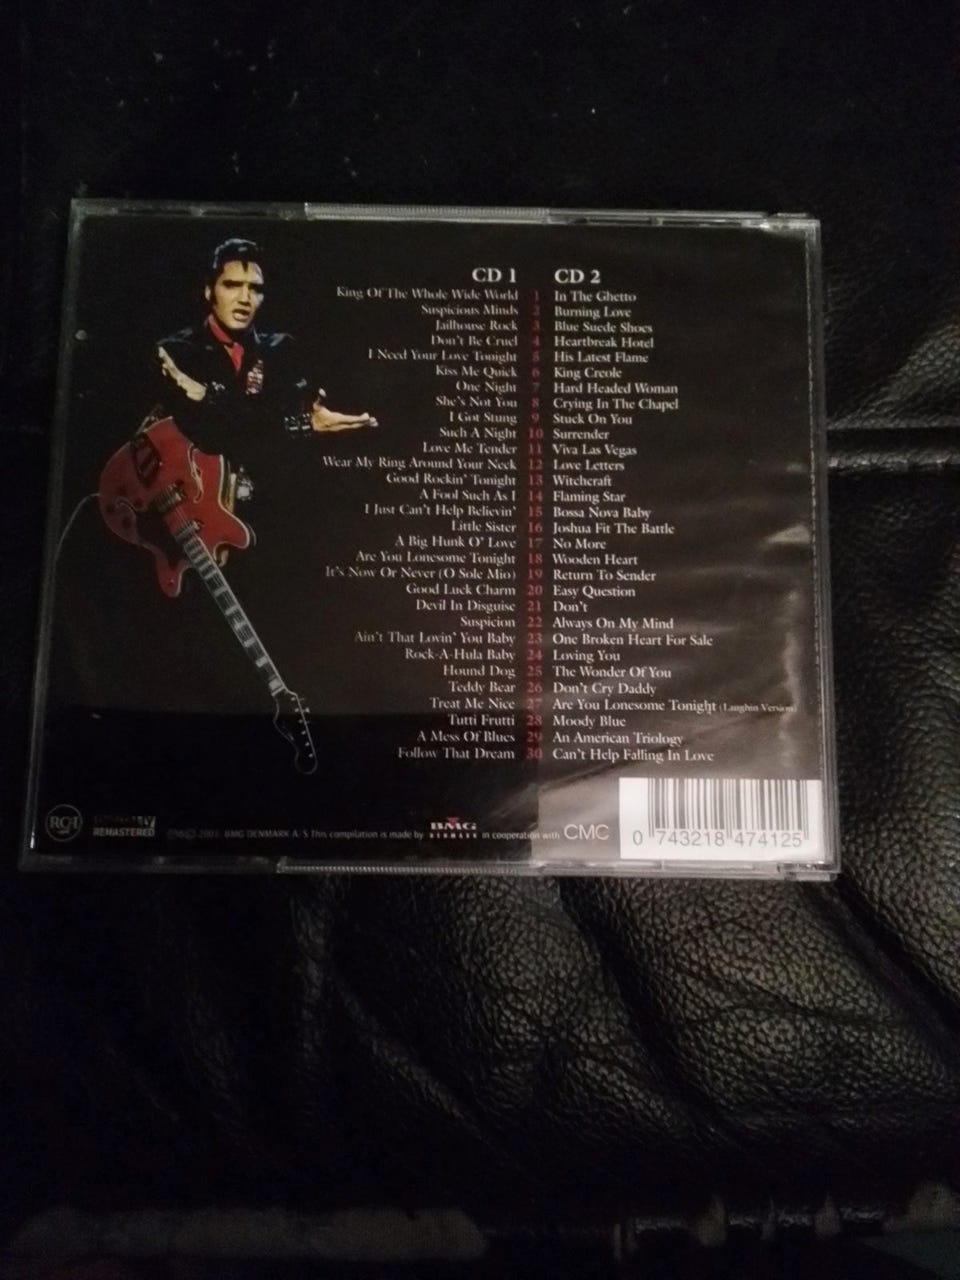 CD 1 CD 2
King Of The Whole Wide World 1 In The Ghetto
Suspicious Minds 2 Burning Love
Jailhouse Rock 3 Blue Suede Shoes
Don't Be Cruel 4 Heartbreak Hotel
I Need Your Love Tonight 5 His Latest Flame
Kiss Me Quick 6 King Creole
One Night 7 Hard Headed Woman
She's Not You 8 Crying In The Chapel
I Got Stung 9 Stuck On You
Such A Night 10 Surrender
Love Me Tender 11 Viva Las Vegas
Wear My Ring Around Your Neck 12 Love Letters
Good Rockin' Tonight 13 Witchcraft
A Fool Such As I 14 Flaming Star
I Just Can't Help Believin' 15 Bossa Nova Baby
Little Sister 16 Joshua Fit The Battle
A Big Hunk O' Love 17 No More
Are You Lonesome Tonight 18 Wooden Heart
It's Now Or Never (O Sole Mio) 19 Return To Sender
Good Luck Charm 20 Easy Question
Devil In Disguise 21 Don't
Suspicion 22 Always On My Mind
Ain't That Lovin' You Baby 23 One Broken Heart For Sale
Rock-A-Hula Baby 24 Loving You
Hound Dog 25 The Wonder Of You
Teddy Bear 26 Don't Cry Daddy
Treat Me Nice 27 Are You Lonesome Tonight (Laughin Version)
Tutti Frutti 28 Moody Blue
A Mess Of Blues 29 An American Triology
Follow That Dream 30 Can't Help Falling In Love
RCA REMASTERED BMG DENMARK A/S This compilation is made by BMG DENMARK in cooperation with CMC
0 743218 474125